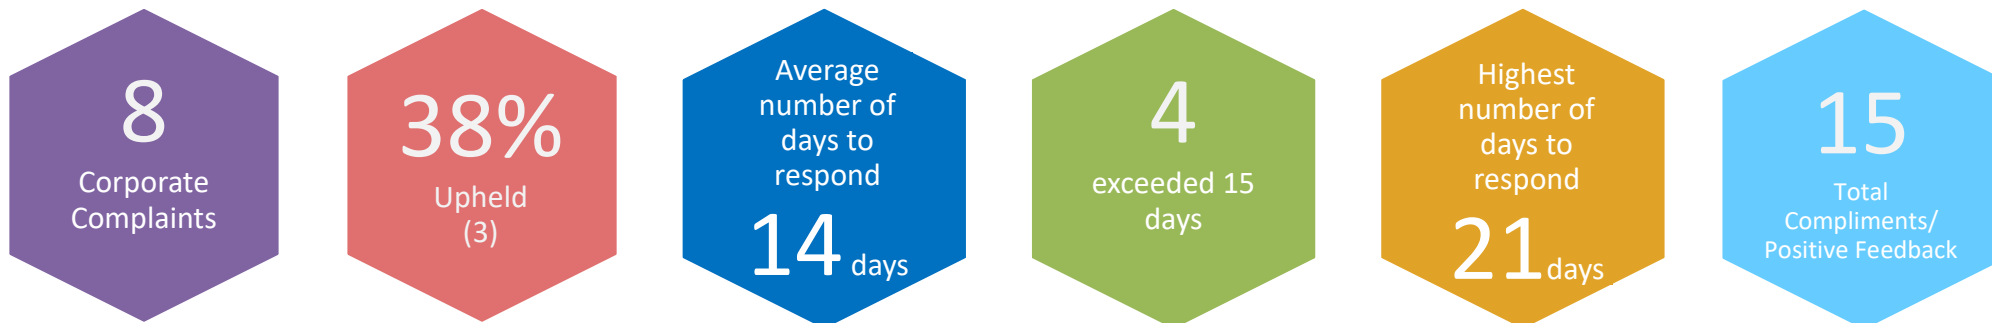 8
Corporate
Complaints
38%
Upheld
(3)
Average
number of
days to
respond
14 days
4
exceeded 15
days
Highest
number of
days to
respond
21 days
15
Total
Compliments/
Positive Feedback